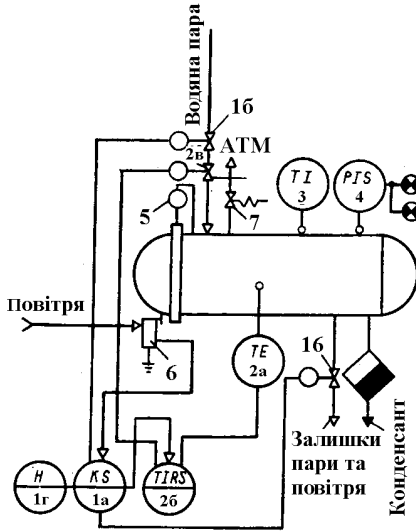 Водяна пара
1б
2в
АТМ
5
7
TI
3
PIS
4
Повітря
6
TE
2а
1б
Залишки
пари та
повітря
Конденсант
H
1г
KS
1а
TIRS
2б